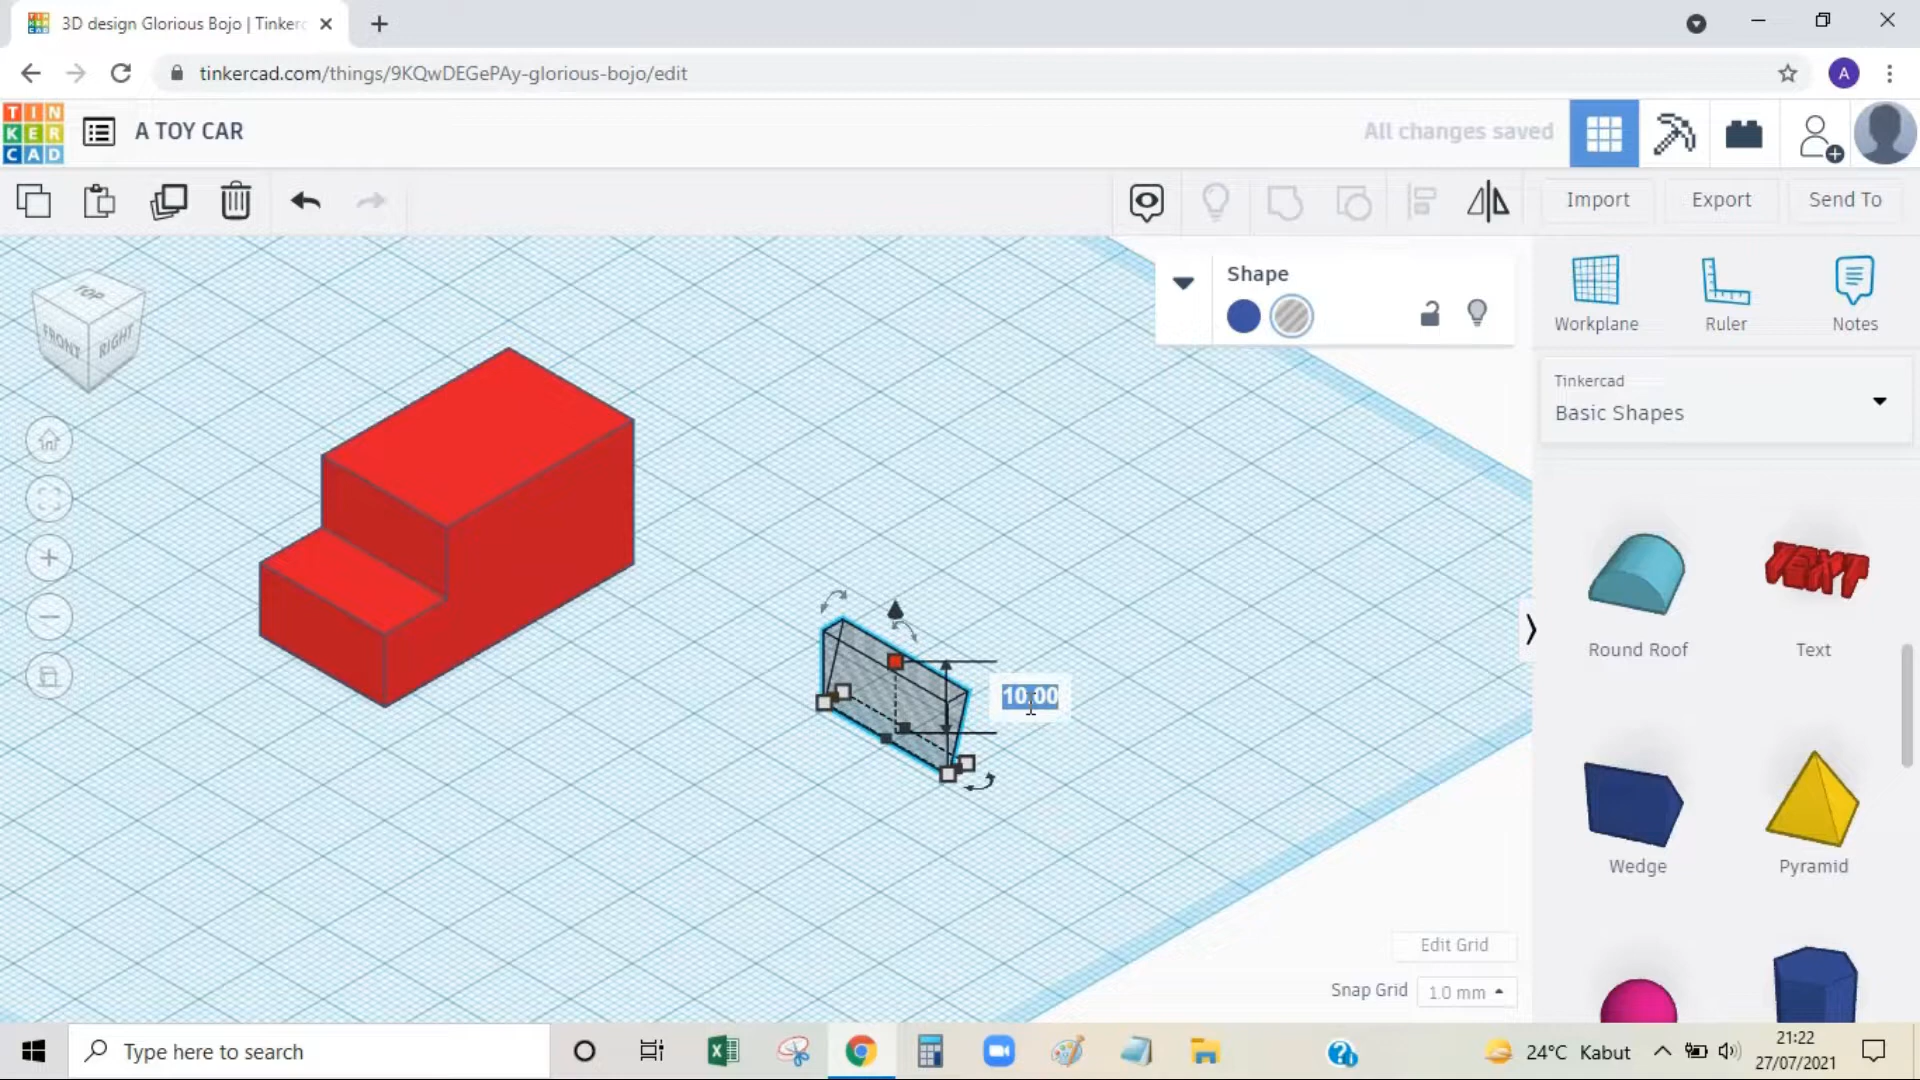 3D design Glorious Bojo | Tinkerc
tinkercad.com/things/9KQwDEGePAy-glorious-bojo/edit
A
TIN
KER
CAD
A TOY CAR
All changes saved
Import
Export
Send To
TOP
FRONT
RIGHT
Shape
Workplane
Ruler
Notes
Tinkercad
Basic Shapes
10.00
TEXT
Round Roof
Text
Wedge
Pyramid
Edit Grid
Snap Grid
1.0 mm
Type here to search
24°C Kabut
21:22
27/07/2021